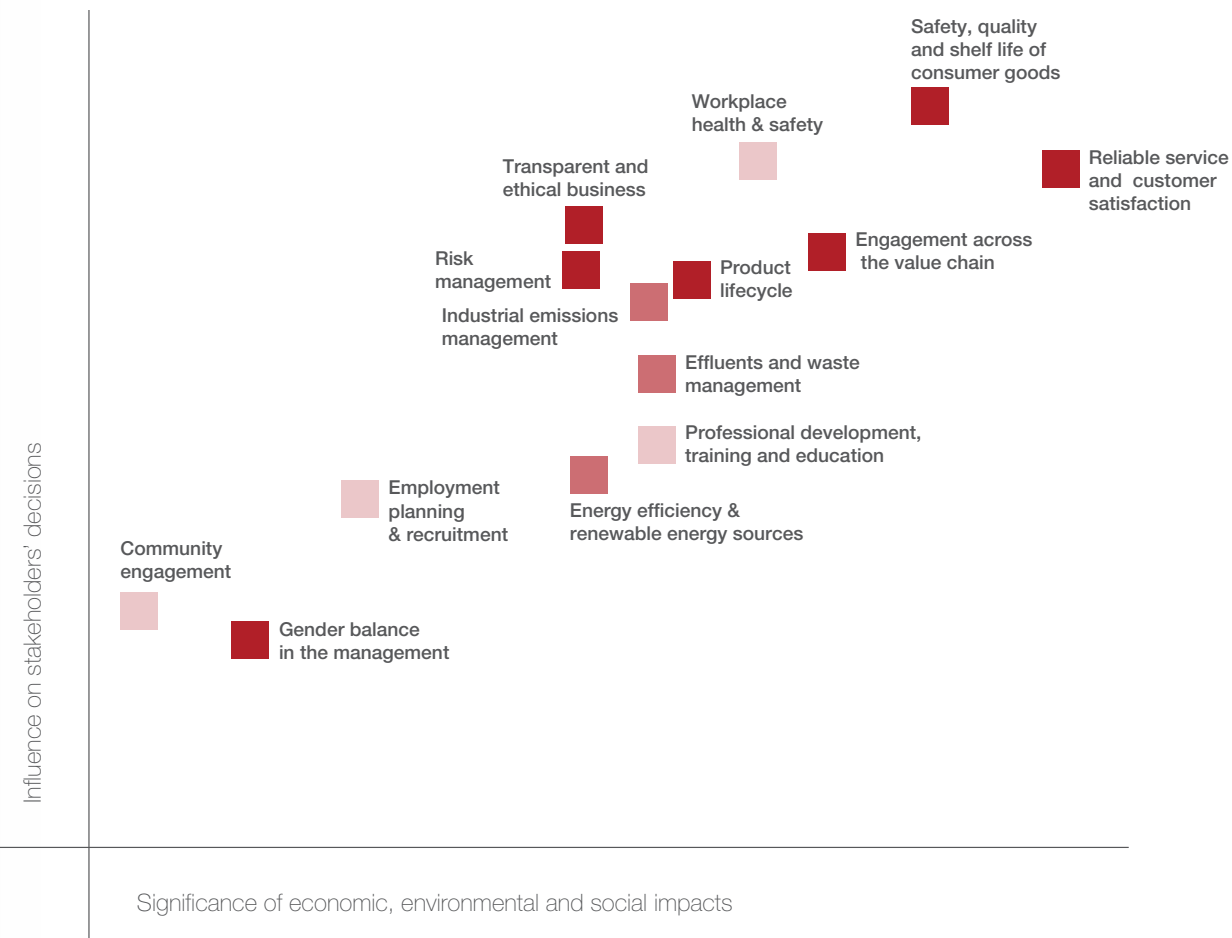 Safety, quality
and shelf life of
consumer goods
Workplace
health & safety
Reliable service
and customer
satisfaction
Transparent and
ethical business
Engagement across
the value chain
Risk
management
Product
lifecycle
Industrial emissions
management
Effluents and waste
management
Professional development,
training and education
Employment
planning
& recruitment
Energy efficiency &
renewable energy sources
Community
engagement
Gender balance
in the management
Influence on stakeholders' decisions
Significance of economic, environmental and social impacts